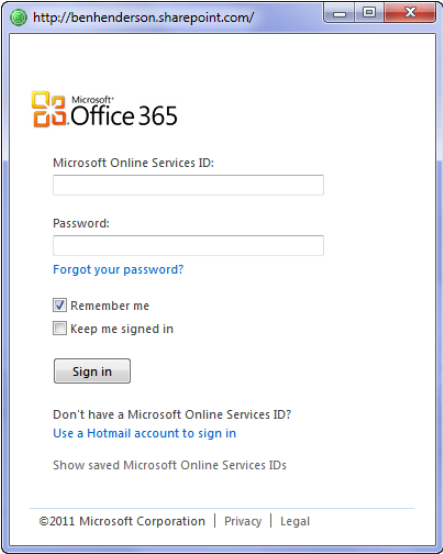 http://benhenderson.sharepoint.com/
Microsoft®
Office 365
Microsoft Online Services ID:
Password:
Forgot your password?
Remember me
Keep me signed in
Sign in
Don't have a Microsoft Online Services ID?
Use a Hotmail account to sign in
Show saved Microsoft Online Services IDs
©2011 Microsoft Corporation | Privacy | Legal